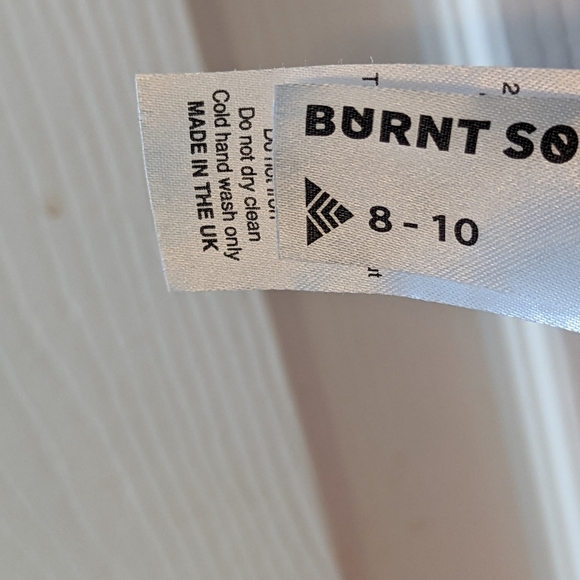 BURNT SO
8 - 10
Do not dry clean
Cold hand wash only
MADE IN THE UK